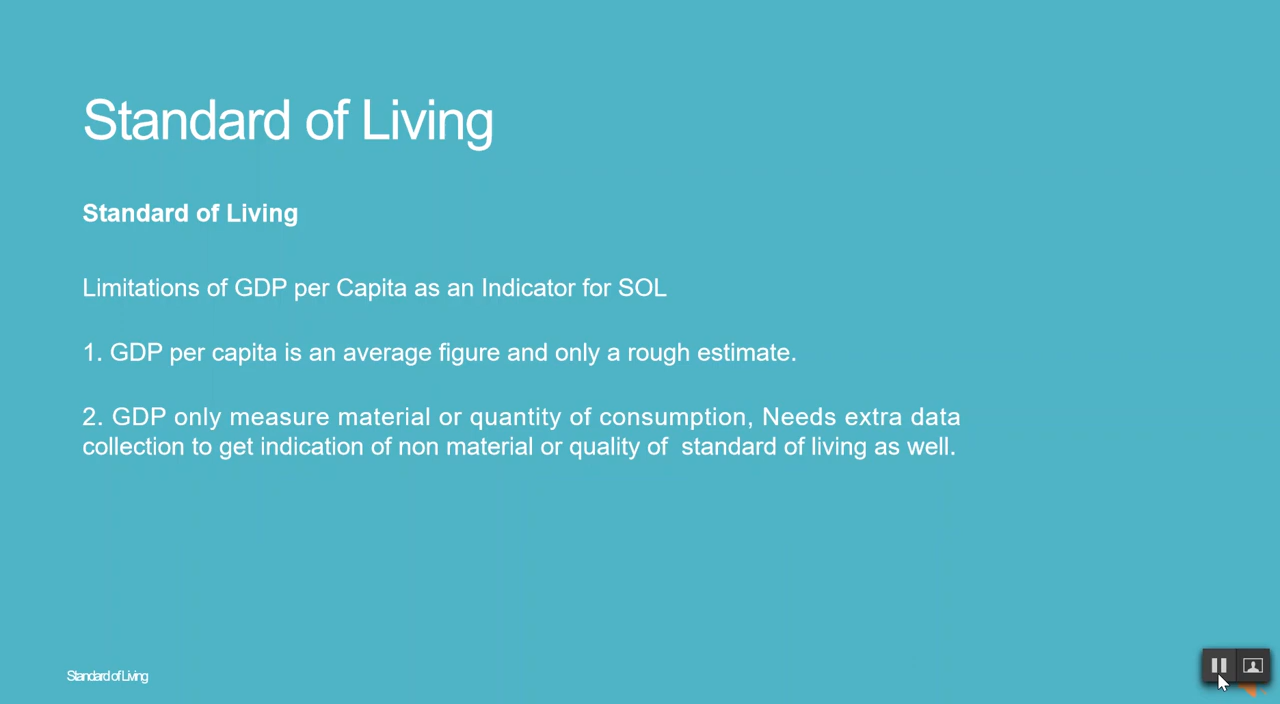 Standard of Living
Standard of Living
Limitations of GDP per Capita as an Indicator for SOL
1. GDP per capita is an average figure and only a rough estimate.
2. GDP only measure material or quantity of consumption, Needs extra data
collection to get indication of non material or quality of  standard of living as well.
Standard of Living